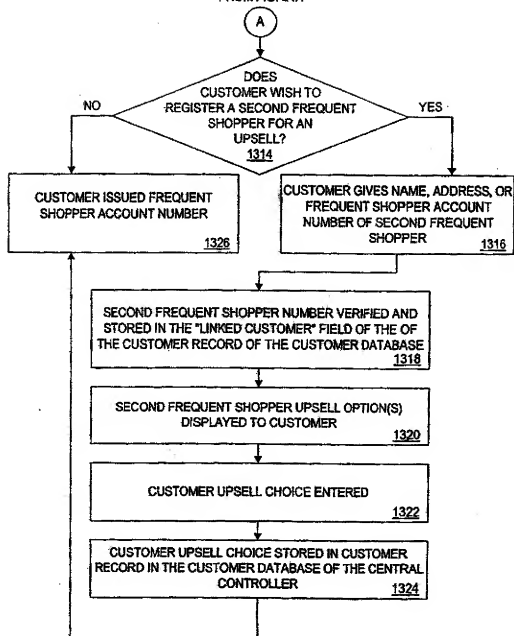 A
DOES
CUSTOMER WISH TO
REGISTER A SECOND FREQUENT
SHOPPER FOR AN
UPSELL?
1314
NO
YES
CUSTOMER ISSUED FREQUENT
SHOPPER ACCOUNT NUMBER
1326
CUSTOMER GIVES NAME, ADDRESS, OR
FREQUENT SHOPPER ACCOUNT
NUMBER OF SECOND FREQUENT
SHOPPER
1316
SECOND FREQUENT SHOPPER NUMBER VERIFIED AND
STORED IN THE "LINKED CUSTOMER" FIELD OF THE OF
THE CUSTOMER RECORD OF THE CUSTOMER DATABASE
1318
SECOND FREQUENT SHOPPER UPSELL OPTION(S)
DISPLAYED TO CUSTOMER
1320
CUSTOMER UPSELL CHOICE ENTERED
1322
CUSTOMER UPSELL CHOICE STORED IN CUSTOMER
RECORD IN THE CUSTOMER DATABASE OF THE CENTRAL
CONTROLLER
1324